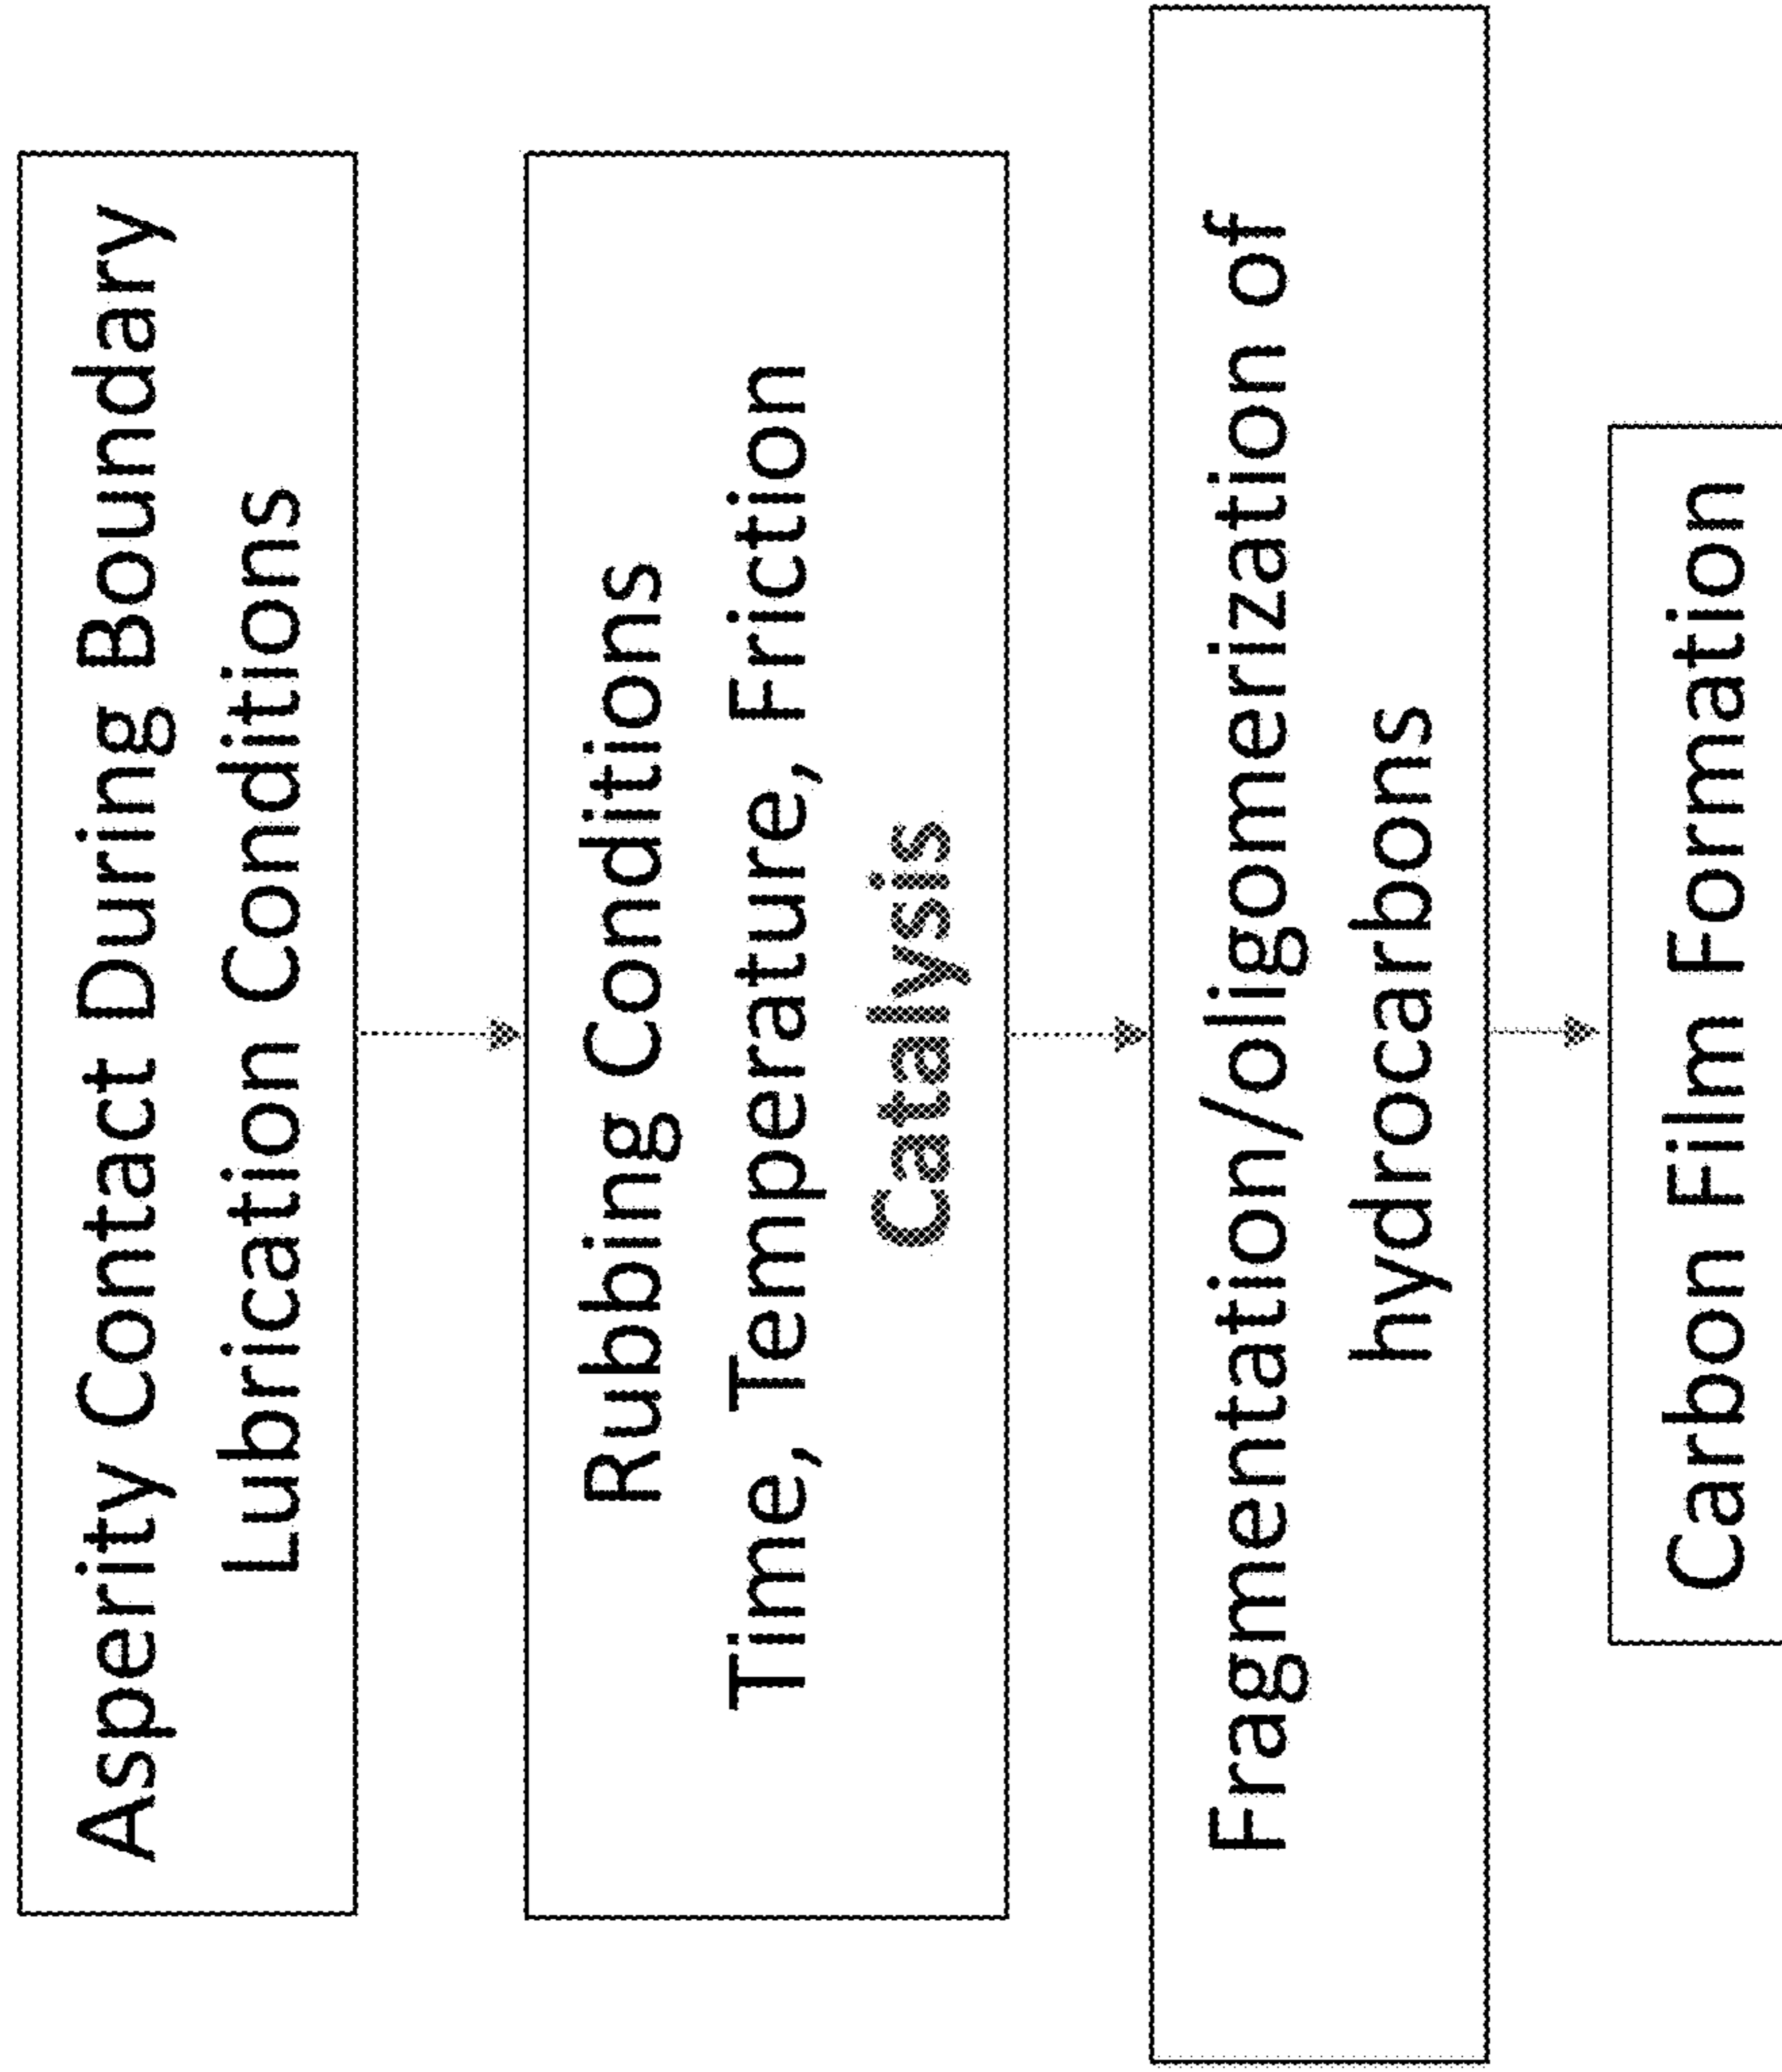 Asperity Contact During Boundary
Lubrication Conditions
Rubbing Conditions
Time, Temperature, Friction
Catalysis
Fragmentation/oligomerization of
hydrocarbons
Carbon Film Formation